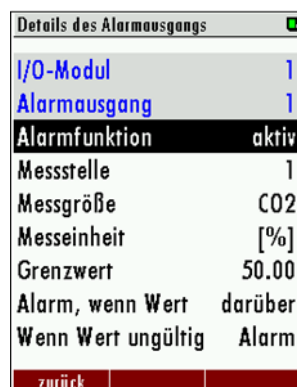 Details des Alarmausgangs
I/O-Modul 1
Alarmausgang 1
Alarmfunktion aktiv
Messstelle 1
Messgröße CO2
Messeinheit [%]
Grenzwert 50.00
Alarm, wenn Wert darüber
Wenn Wert ungültig Alarm
zurück